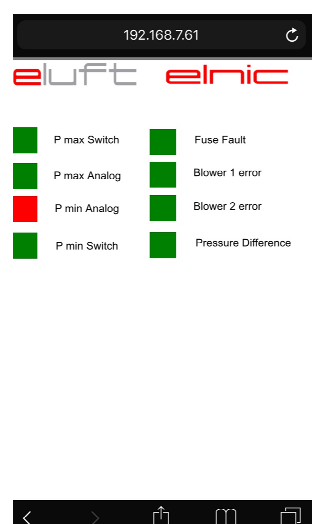 192.168.7.61
eluft elnic
P max Switch
Fuse Fault
P max Analog
Blower 1 error
P min Analog
Blower 2 error
P min Switch
Pressure Difference